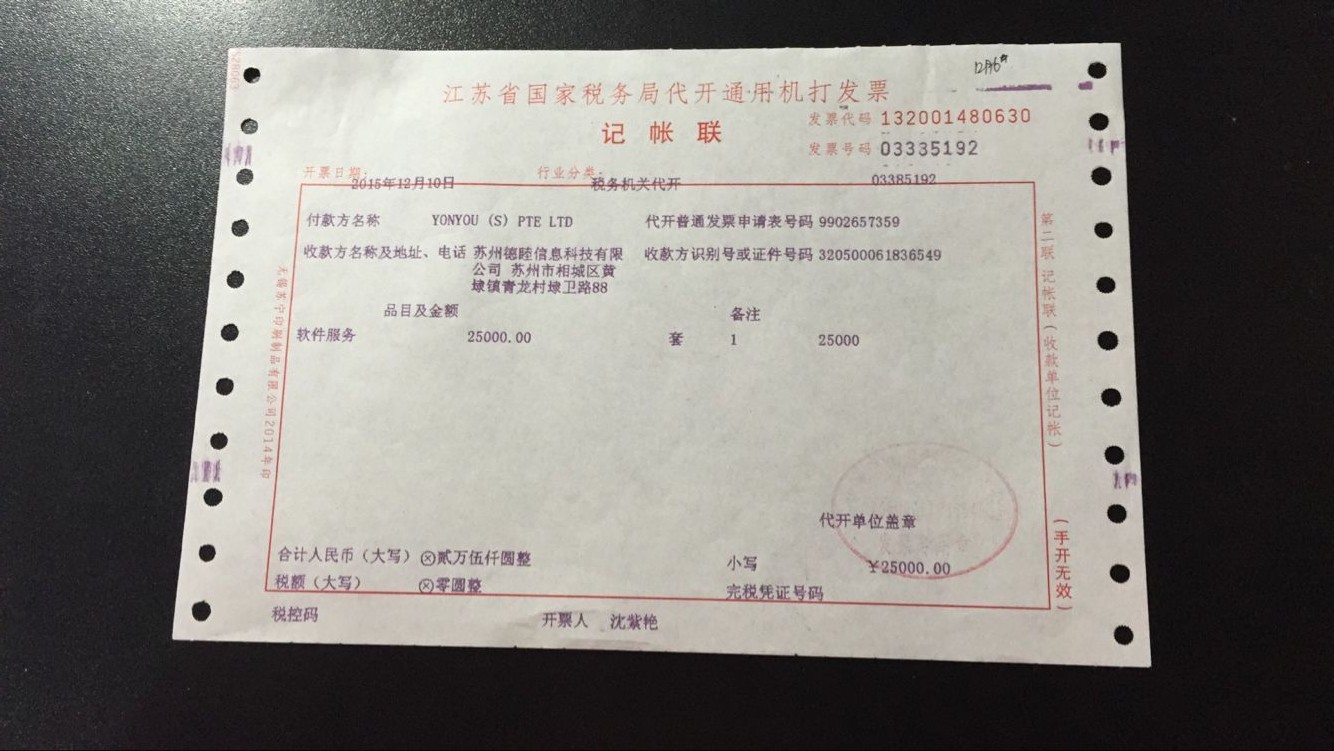 江苏省国家税务局代开通用机打发票
记帐联
发票代码 132001480630
发票号码 03335192
开票日期: 2015年12月10日 行业分类: 税务机关代开 03385192
付款方名称 YONYOU (S) PTE LTD 代开普通发票申请表号码 9902657359
收款方名称及地址、电话 苏州德睦信息科技有限 收款方识别号或证件号码 320500061836549
公司 苏州市相城区黄
埭镇青龙村埭卫路88
品目及金额 备注
软件服务 25000.00 套 1 25000
代开单位盖章
合计人民币(大写) ⓧ贰万伍仟圆整 小写 ¥25000.00
税额(大写) ⓧ零圆整 完税凭证号码
税控码 开票人 沈紫艳
第二联 记帐联(收款单位记帐)
(手开无效)
无锡苏宁印刷制品有限公司2014年印